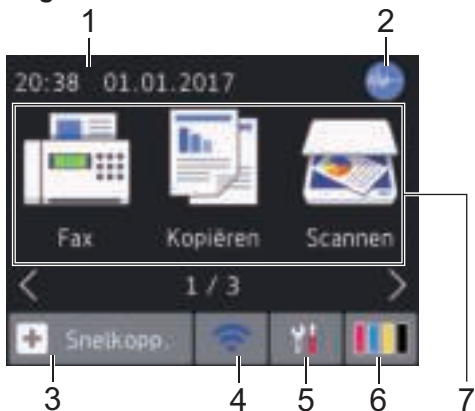 1 2
20:38 01.01.2017
Fax Kopiëren Scannen
1 / 3
Snelkopp.
3 4 5 6 7